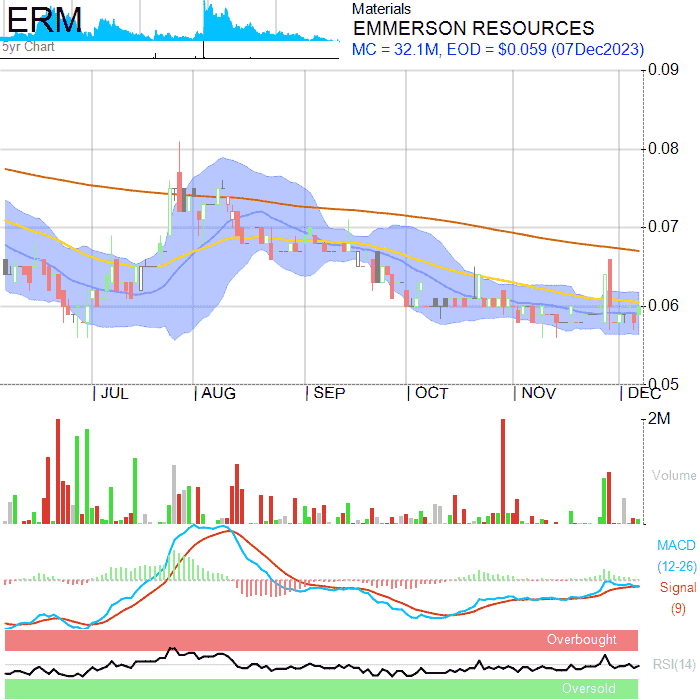 ERM
5yr Chart
Materials
EMMERSON RESOURCES
MC = 32.1M, EOD = $0.059 (07Dec2023)
0.09
0.08
0.07
0.06
0.05
JUL AUG SEP OCT NOV DEC
2M
Volume
MACD
(12-26)
Signal
(9)
Overbought
RSI(14)
Oversold